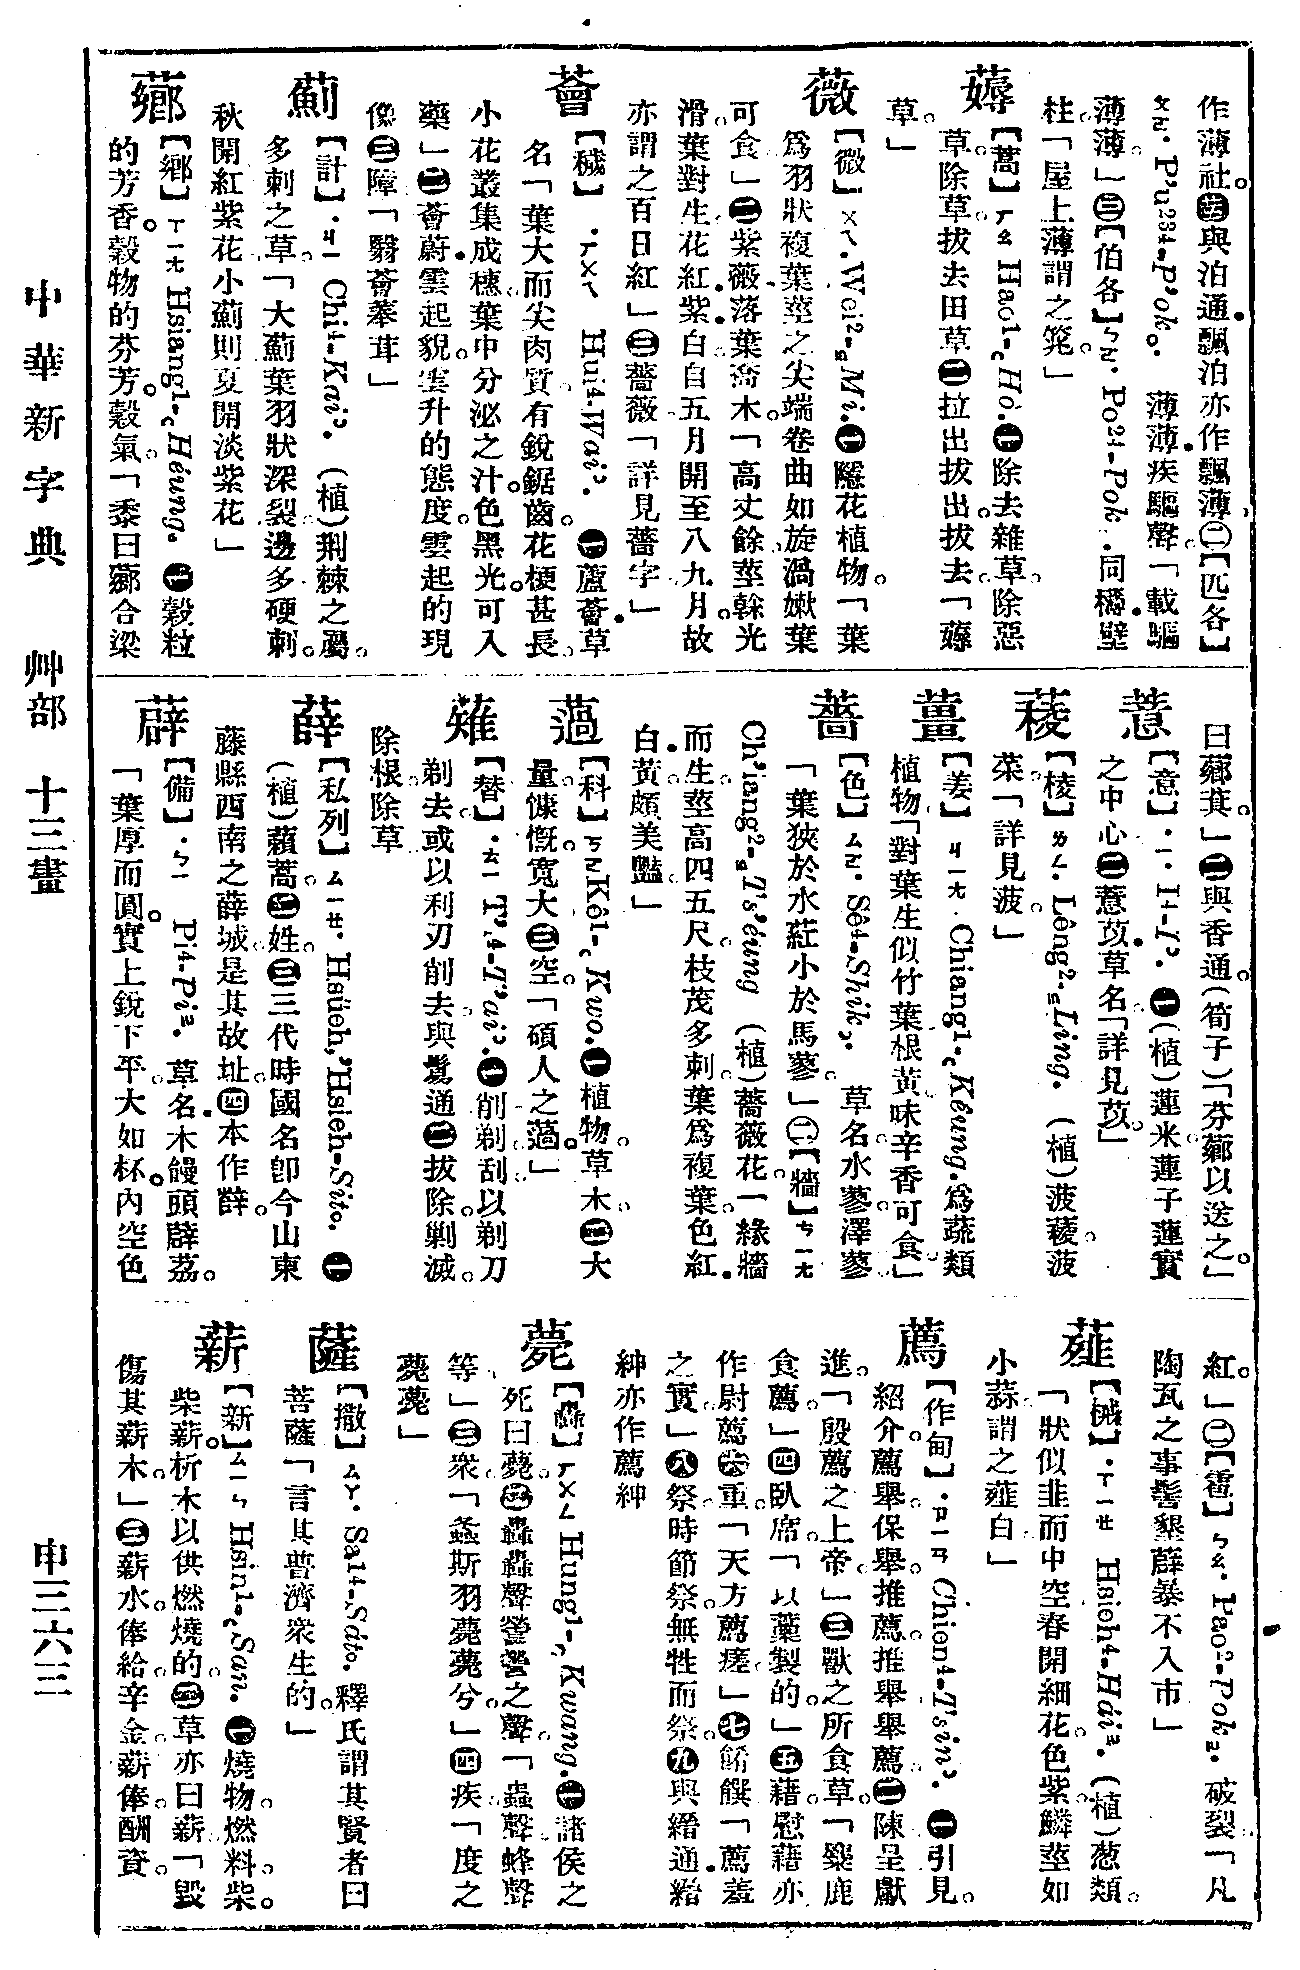 作薄社。㊅與泊通飄泊亦作飄薄㊁【匹各】
ㄆㄛ．P'u234-P'ok。 薄薄疾驅聲「載驅
薄薄」㊂【伯各】ㄅㄛ．Po24-Pok．同欂壁
柱「屋上薄謂之筄」
薅【蒿】ㄏㄠ Hao1-Hò．㊀除去雜草。除惡
草。除草。拔去田草㊁拉出拔出。拔去「薅
草」
薇【微】ㄨㄟ．Wei2-Mi．㊀隱花植物。「葉
爲羽狀複葉莖之尖端卷曲如旋渦嫩葉
可食」㊁紫薇落葉喬木。「高丈餘莖榦光
滑葉對生花紅紫白自五月開至八九月故
亦謂之百日紅」㊂薔薇「詳見薔字」
薈【穢】．ㄏㄨㄟ Hui4-Wai．㊀蘆薈草
名「葉大而尖肉質。有銳鋸齒。花梗甚長
小花叢集成穗葉中分泌之汁色黑光可入
藥」㊁薈蔚雲起貌。雲升的態度。雲起的現
像㊂障「翳薈蓊茸」
薊【計】．ㄐㄧ Chi4-Kai．(植)荆棘之屬。
多刺之草。「大薊葉羽狀深裂邊多硬刺。
秋開紅紫花小薊則夏開淡紫花」
薌【鄉】ㄒㄧㄤ Hsiang1-Héung．㊀穀粒
的芳香。穀物的芬芳。穀氣。「黍曰薌合粱
曰薌萁。」㊁與香通(荀子)「芬薌以送之。」
薏【意】．ㄧ．I4-I．㊀(植)蓮米蓮子蓮實
之中心㊁薏苡草名「詳見苡」
薐【棱】ㄌㄥ．Lêng2-Ling．(植)菠薐。菠
菜「詳見菠」
薑【姜】ㄐㄧㄤ．Chiang1-Kéung．爲蔬類
植物「對葉生似竹葉根黃味辛香可食」
薔【色】ㄙㄛ．Sê4-Shik．草名水蓼澤蓼
「葉狹於水葒小於馬蓼」㊁【牆】ㄑㄧㄤ
Ch'iang2-Ts'éung (植)薔薇花。一緣牆
而生。莖高四五尺枝茂多刺葉爲複葉。色紅
白黃頗美豔」
薖【科】ㄎㄛ Kê1-Kwo．㊀植物。草木。㊁大
量。慷慨寬大㊂空。「碩人之薖」
薙【替】．ㄊㄧ T'i4-T'ai．㊀削剃刮以剃刀
剃去或以利刃削去與鬀通㊁拔除。剿滅。
除根除草
薛【私列】ㄙㄧㄝ．Hsüeh, Hsieh-Sito．㊀
(植)藾蒿㊁姓。㊂三代時國名卽今山東
藤縣西南之薛城是其故址㊃本作辥
薜【備】．ㄅㄧ Pi4-Pi．草名木饅頭薜荔。
「葉厚而圓。實上銳下平大如杯。內空色
紅。」㊁【雹】ㄅㄠ．Pao2-Pok．破裂「凡
陶瓦之事髻墾薜暴不入市」
薤【械】．ㄒㄧㄝ Hsieh4-Hái．(植)葱類。
「狀似韭而中空春開細花色紫鱗莖如
小蒜謂之薤白」
薦【作甸】．ㄗㄧㄢ Chien4-Tsin．㊀引見。
紹介薦舉。保舉推薦。推舉舉薦㊁陳呈獻
進。「殷薦之上帝」㊂獸之所食草。「麋鹿
食薦」㊃臥席。「以藁製的」㊄藉。慰藉亦
作尉薦㊅重。「天方薦瘥」㊆餚饌「薦羞
之實」㊇祭。祭時節祭。無牲而祭㊈與縉通縉
紳亦作薦紳
薨【轟】ㄏㄨㄥ Hung1-Kwang．㊀諸侯之
死曰薨㊁轟轟聲營營之聲「蟲聲蜂聲
等」㊂衆「螽斯羽薨薨兮。」㊃疾「度之
薨薨」
薩【撒】ㄙㄚ．Sa14-Sáto．釋氏謂其賢者曰
菩薩「言其普濟衆生的」
薪【新】ㄙㄧㄣ Hsin1-San．㊀燒物燃料。柴。
柴薪。析木以供燃燒的。㊁草亦曰薪「毀
傷其薪木。」㊂薪水。俸給。辛金薪俸。酬資
中華新字典 艸部 十三畫 申三六三